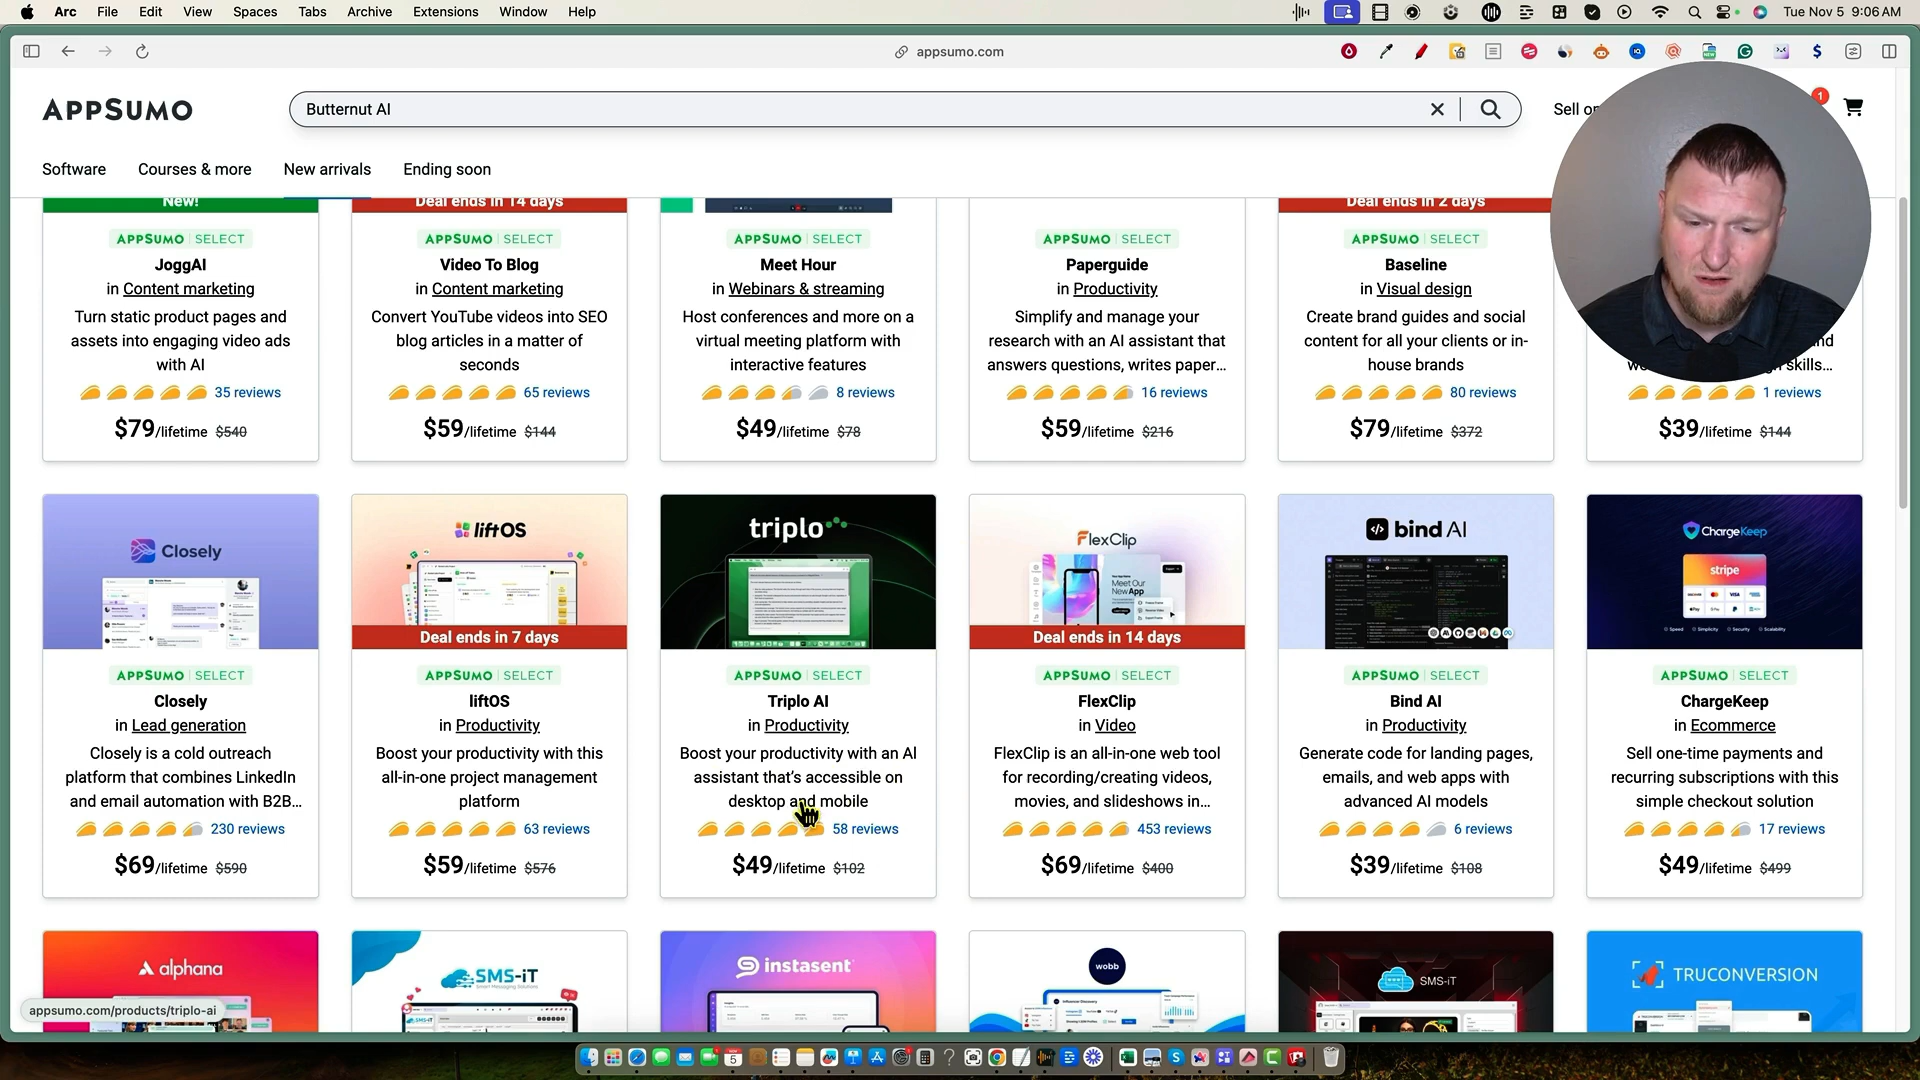 Arc File Edit View Spaces Tabs Archive Extensions Window Help Tue Nov 5 9:06 AM
appsumo.com
APPSUMO
Butternut AI
Sell on
1
Software Courses & more New arrivals Ending soon
New!
Deal ends in 14 days
Deal ends in 2 days
APPSUMO SELECT
JoggAI
in Content marketing
Turn static product pages and
assets into engaging video ads
with AI
35 reviews
$79/lifetime $540
APPSUMO SELECT
Video To Blog
in Content marketing
Convert YouTube videos into SEO
blog articles in a matter of
seconds
65 reviews
$59/lifetime $144
APPSUMO SELECT
Meet Hour
in Webinars & streaming
Host conferences and more on a
virtual meeting platform with
interactive features
8 reviews
$49/lifetime $78
APPSUMO SELECT
Paperguide
in Productivity
Simplify and manage your
research with an AI assistant that
answers questions, writes paper...
16 reviews
$59/lifetime $216
APPSUMO SELECT
Baseline
in Visual design
Create brand guides and social
content for all your clients or in-
house brands
80 reviews
$79/lifetime $372
skills...
1 reviews
$39/lifetime $144
Closely
APPSUMO SELECT
Closely
in Lead generation
Closely is a cold outreach
platform that combines LinkedIn
and email automation with B2B...
230 reviews
$69/lifetime $590
liftOS
Deal ends in 7 days
APPSUMO SELECT
liftOS
in Productivity
Boost your productivity with this
all-in-one project management
platform
63 reviews
$59/lifetime $576
triplo
APPSUMO SELECT
Triplo AI
in Productivity
Boost your productivity with an AI
assistant that's accessible on
desktop and mobile
58 reviews
$49/lifetime $102
FlexClip
Meet Our
New App
Deal ends in 14 days
APPSUMO SELECT
FlexClip
in Video
FlexClip is an all-in-one web tool
for recording/creating videos,
movies, and slideshows in...
453 reviews
$69/lifetime $400
bind AI
APPSUMO SELECT
Bind AI
in Productivity
Generate code for landing pages,
emails, and web apps with
advanced AI models
6 reviews
$39/lifetime $108
ChargeKeep
stripe
Speed Simplicity Security Scalability
APPSUMO SELECT
ChargeKeep
in Ecommerce
Sell one-time payments and
recurring subscriptions with this
simple checkout solution
17 reviews
$49/lifetime $499
alphana
SMS-iT
instasent
wobb
SMS-iT
TRUCONVERSION
appsumo.com/products/triplo-ai